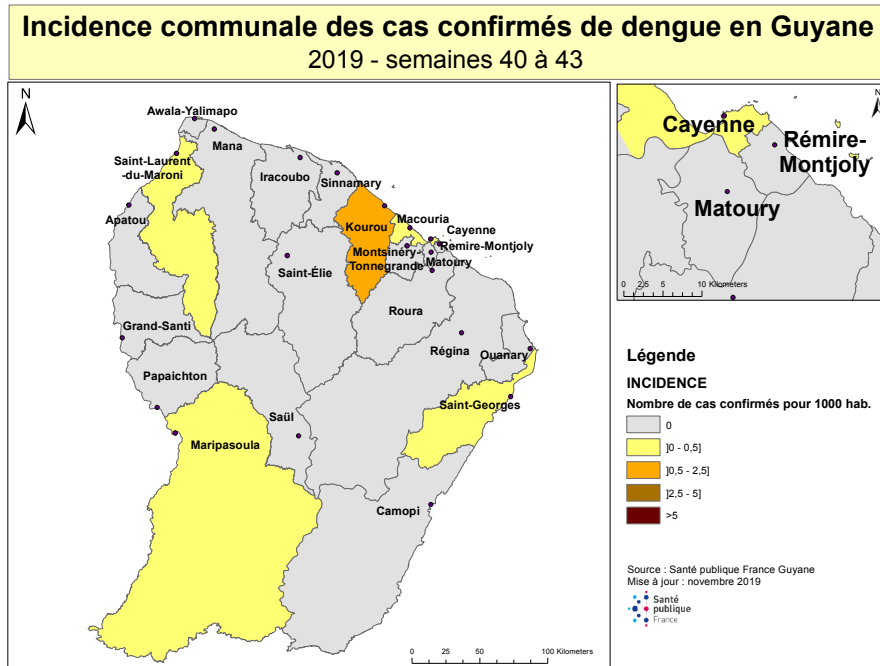 Incidence communale des cas confirmés de dengue en Guyane
2019 - semaines 40 à 43
N
Awala-Yalimapo
Mana
Saint-Laurent
-du-Maroni
Iracoubo
Sinnamary
Apatou
Kourou
Macouria
Cayenne
Rémire-Montjoly
Montsinéry-
Tonnegrande
Matoury
Saint-Élie
Roura
Grand-Santi
Régina
Ouanary
Papaichton
Saint-Georges
Saül
Maripasoula
Camopi
0 25 50 100 Kilometers
N
Cayenne
Rémire-
Montjoly
Matoury
0 2,5 5 10 Kilometers
Légende
INCIDENCE
Nombre de cas confirmés pour 1000 hab.
0
]0 - 0,5]
]0,5 - 2,5]
]2,5 - 5]
>5
Source : Santé publique France Guyane
Mise à jour : novembre 2019
Santé
publique
France